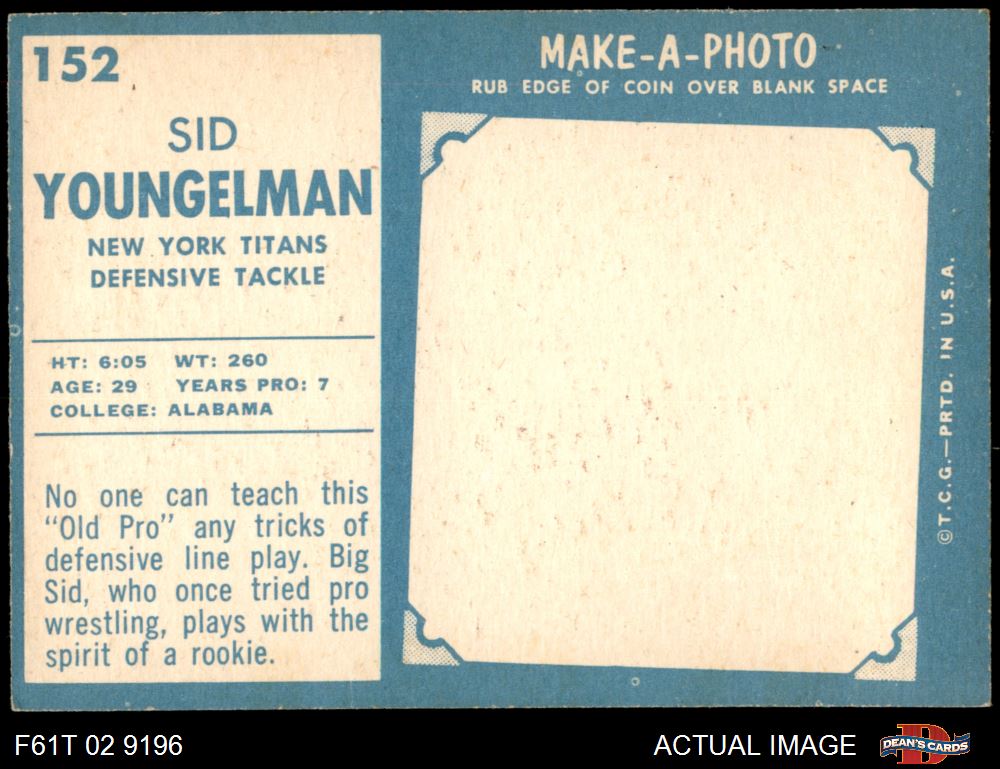 152
SID
YOUNGELMAN
NEW YORK TITANS
DEFENSIVE TACKLE
HT: 6:05 WT: 260
AGE: 29 YEARS PRO: 7
COLLEGE: ALABAMA
No one can teach this
"Old Pro" any tricks of
defensive line play. Big
Sid, who once tried pro
wrestling, plays with the
spirit of a rookie.
MAKE-A-PHOTO
RUB EDGE OF COIN OVER BLANK SPACE
©T.C.G.—PRTD. IN U.S.A.
F61T 02 9196
ACTUAL IMAGE
DEAN'S CARDS